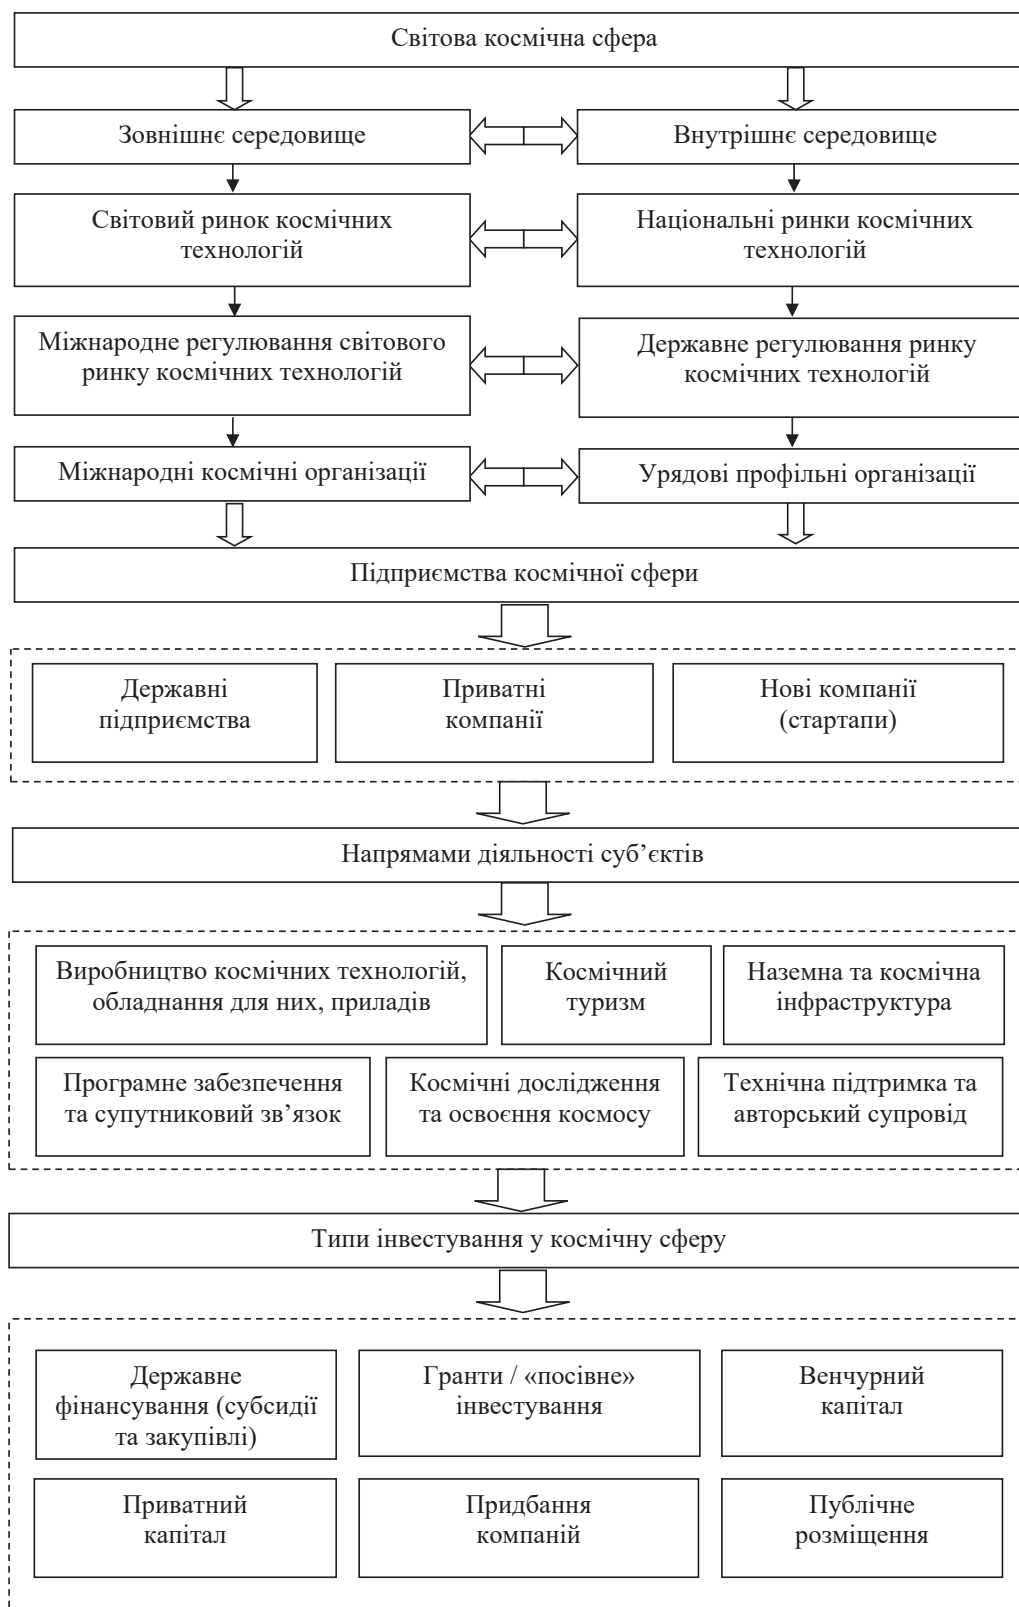 Світова космічна сфера
Зовнішнє середовище
Внутрішнє середовище
Світовий ринок космічних
технологій
Національні ринки космічних
технологій
Міжнародне регулювання світового
ринку космічних технологій
Державне регулювання ринку
космічних технологій
Міжнародні космічні організації
Урядові профільні організації
Підприємства космічної сфери
Державні
підприємства
Приватні
компанії
Нові компанії
(стартапи)
Напрямами діяльності суб’єктів
Виробництво космічних технологій,
обладнання для них, приладів
Космічний
туризм
Наземна та космічна
інфраструктура
Програмне забезпечення
та супутниковий зв’язок
Космічні дослідження
та освоєння космосу
Технічна підтримка та
авторський супровід
Типи інвестування у космічну сферу
Державне
фінансування (субсидії
та закупівлі)
Гранти / «посівне»
інвестування
Венчурний
капітал
Приватний
капітал
Придбання
компаній
Публічне
розміщення